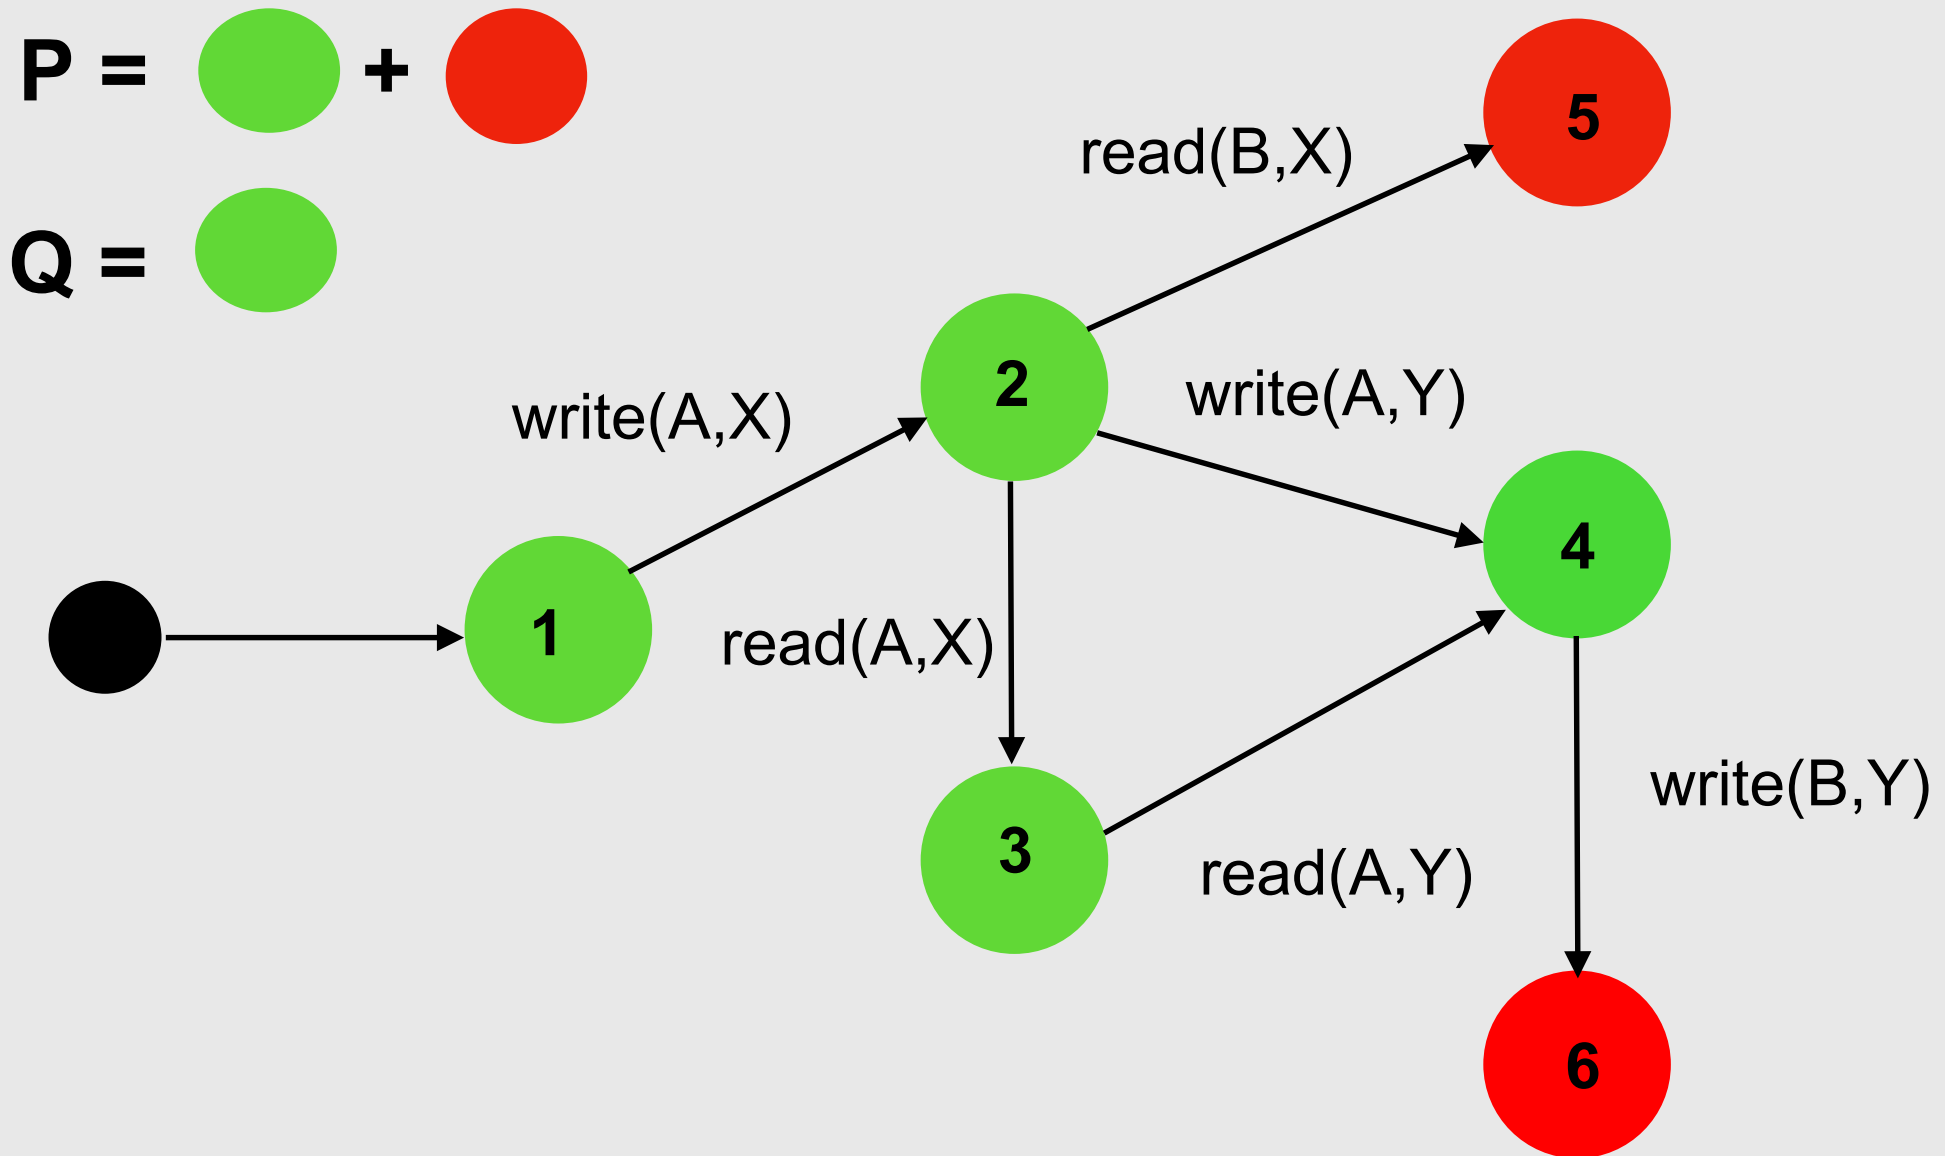 P = +
5
read(B,X)
Q =
2
write(A,Y)
write(A,X)
4
1
read(A,X)
write(B,Y)
3
read(A,Y)
6